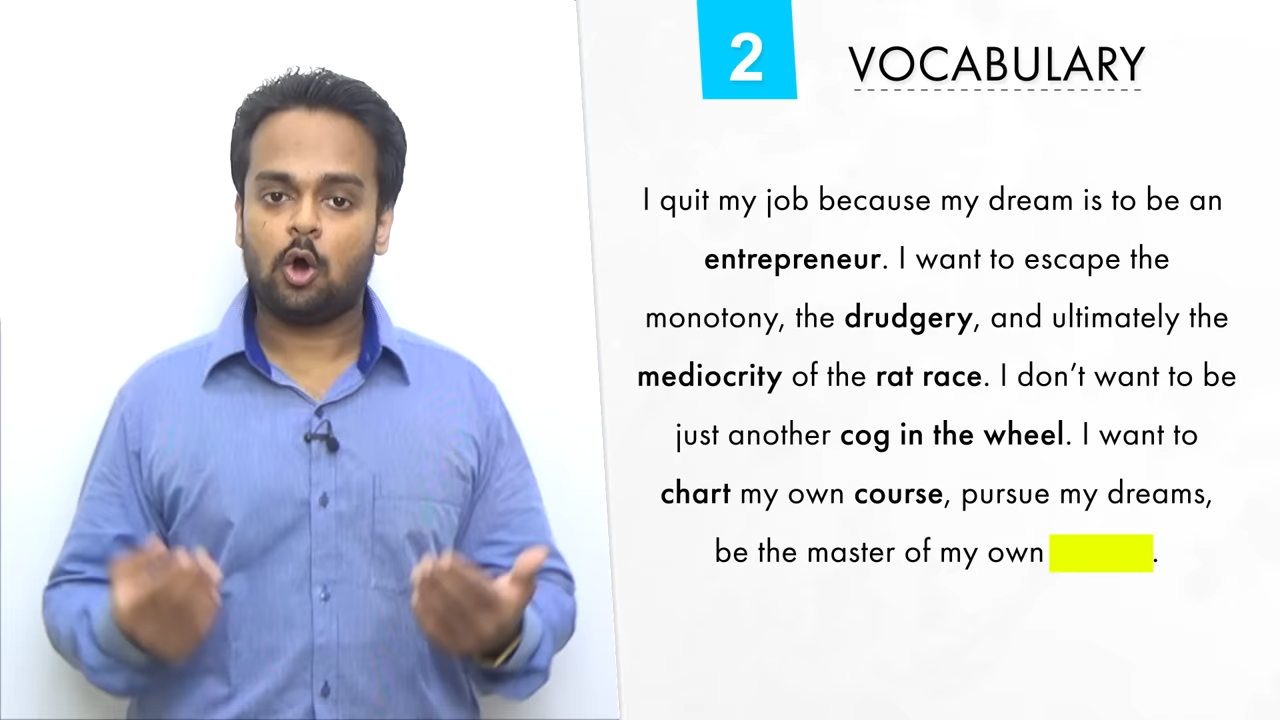 2
VOCABULARY
I quit my job because my dream is to be an
entrepreneur. I want to escape the
monotony, the drudgery, and ultimately the
mediocrity of the rat race. I don’t want to be
just another cog in the wheel. I want to
chart my own course, pursue my dreams,
be the master of my own .